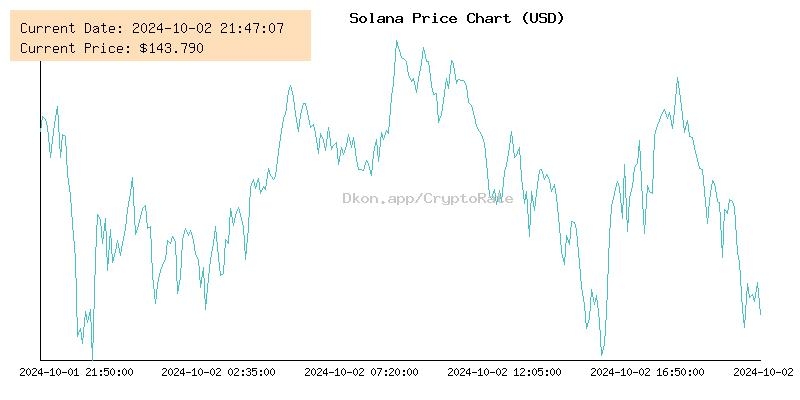 Solana Price Chart (USD)
Current Date: 2024-10-02 21:47:07
Current Price: $143.790
Dkon.app/CryptoRate
2024-10-01 21:50:00
2024-10-02 02:35:00
2024-10-02 07:20:00
2024-10-02 12:05:00
2024-10-02 16:50:00
2024-10-02